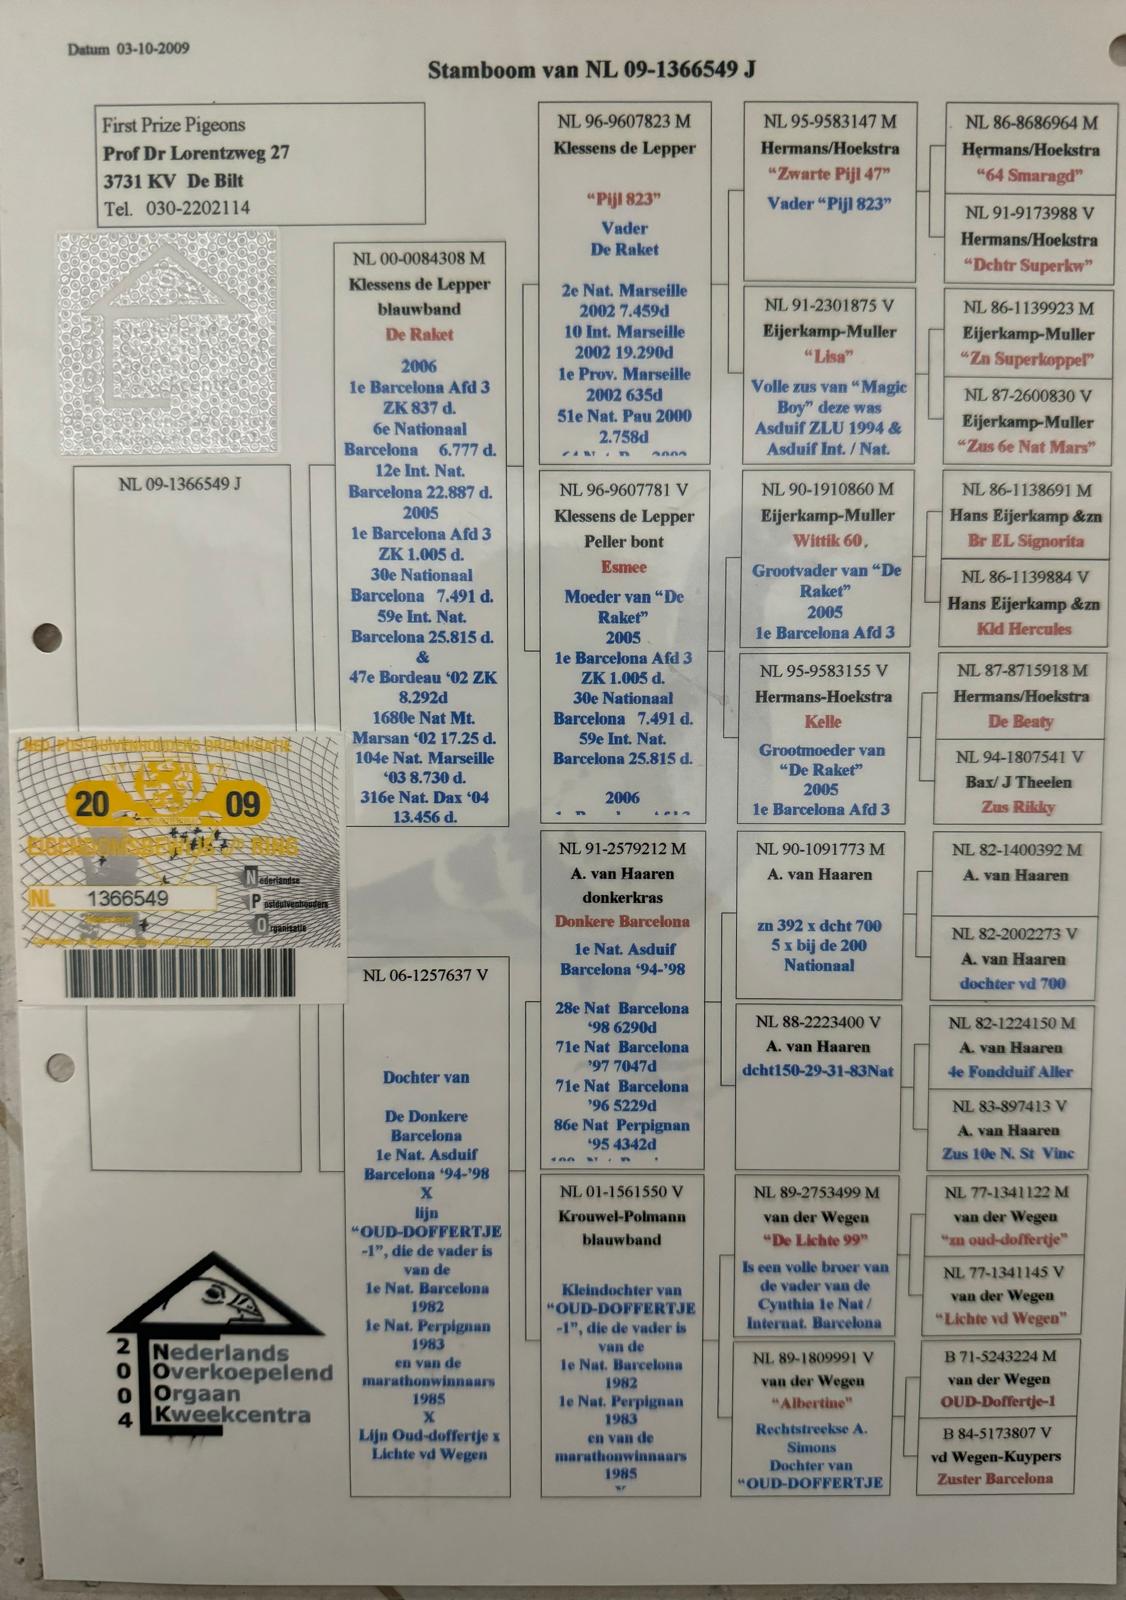 Datum 03-10-2009
Stamboom van NL 09-1366549 J
First Prize Pigeons
Prof Dr Lorentzweg 27
3731 KV De Bilt
Tel. 030-2202114
NL 09-1366549 J
NED. POSTDUIVENHOUDERS ORGANISATIE
20 09
EIGENDOMSBEWIJS RING
NL 1366549
Nederlandse
Postduivenhouders
Organisatie
2004
Nederlands
Overkoepelend
Orgaan
Kweekcentra
NL 00-0084308 M
Klessens de Lepper
blauwband
De Raket
2006
1e Barcelona Afd 3
ZK 837 d.
6e Nationaal
Barcelona 6.777 d.
12e Int. Nat.
Barcelona 22.887 d.
2005
1e Barcelona Afd 3
ZK 1.005 d.
30e Nationaal
Barcelona 7.491 d.
59e Int. Nat.
Barcelona 25.815 d.
&
47e Bordeau ‘02 ZK
8.292d
1680e Nat Mt.
Marsan ‘02 17.25 d.
104e Nat. Marseille
‘03 8.730 d.
316e Nat. Dax ‘04
13.456 d.
NL 06-1257637 V
Dochter van
De Donkere
Barcelona
1e Nat. Asduif
Barcelona ‘94-’98
X
lijn
“OUD-DOFFERTJE
-1”, die de vader is
van de
1e Nat. Barcelona
1982
1e Nat. Perpignan
1983
en van de
marathonwinnaars
1985
X
Lijn Oud-doffertje x
Lichte vd Wegen
NL 96-9607823 M
Klessens de Lepper
“Pijl 823”
Vader
De Raket
2e Nat. Marseille
2002 7.459d
10 Int. Marseille
2002 19.290d
1e Prov. Marseille
2002 635d
51e Nat. Pau 2000
2.758d
NL 96-9607781 V
Klessens de Lepper
Peller bont
Esmee
Moeder van “De
Raket”
2005
1e Barcelona Afd 3
ZK 1.005 d.
30e Nationaal
Barcelona 7.491 d.
59e Int. Nat.
Barcelona 25.815 d.
2006
NL 91-2579212 M
A. van Haaren
donkerkras
Donkere Barcelona
1e Nat. Asduif
Barcelona ‘94-’98
28e Nat Barcelona
‘98 6290d
71e Nat Barcelona
‘97 7047d
71e Nat Barcelona
‘96 5229d
86e Nat Perpignan
‘95 4342d
NL 01-1561550 V
Krouwel-Polmann
blauwband
Kleindochter van
“OUD-DOFFERTJE
-1”, die de vader is
van de
1e Nat. Barcelona
1982
1e Nat. Perpignan
1983
en van de
marathonwinnaars
1985
NL 95-9583147 M
Hermans/Hoekstra
“Zwarte Pijl 47”
Vader “Pijl 823”
NL 91-2301875 V
Eijerkamp-Muller
“Lisa”
Volle zus van “Magic
Boy” deze was
Asduif ZLU 1994 &
Asduif Int. / Nat.
NL 90-1910860 M
Eijerkamp-Muller
Wittik 60.
Grootvader van “De
Raket”
2005
1e Barcelona Afd 3
NL 95-9583155 V
Hermans-Hoekstra
Kelle
Grootmoeder van
“De Raket”
2005
1e Barcelona Afd 3
NL 90-1091773 M
A. van Haaren
zn 392 x dcht 700
5 x bij de 200
Nationaal
NL 88-2223400 V
A. van Haaren
dcht150-29-31-83Nat
NL 89-2753499 M
van der Wegen
“De Lichte 99”
Is een volle broer van
de vader van de
Cynthia 1e Nat /
Internat. Barcelona
NL 89-1809991 V
van der Wegen
“Albertine”
Rechtstreekse A.
Simons
Dochter van
“OUD-DOFFERTJE
NL 86-8686964 M
Hermans/Hoekstra
“64 Smaragd”
NL 91-9173988 V
Hermans/Hoekstra
“Dchtr Superkw”
NL 86-1139923 M
Eijerkamp-Muller
“Zn Superkoppel”
NL 87-2600830 V
Eijerkamp-Muller
“Zus 6e Nat Mars”
NL 86-1138691 M
Hans Eijerkamp &zn
Br EL Signorita
NL 86-1139884 V
Hans Eijerkamp &zn
Kld Hercules
NL 87-8715918 M
Hermans/Hoekstra
De Beaty
NL 94-1807541 V
Bax/ J Theelen
Zus Rikky
NL 82-1400392 M
A. van Haaren
NL 82-2002273 V
A. van Haaren
dochter vd 700
NL 82-1224150 M
A. van Haaren
4e Fondduif Aller
NL 83-897413 V
A. van Haaren
Zus 10e N. St Vinc
NL 77-1341122 M
van der Wegen
“zn oud-doffertje”
NL 77-1341145 V
van der Wegen
“Lichte vd Wegen”
B 71-5243224 M
van der Wegen
OUD-Doffertje-1
B 84-5173807 V
vd Wegen-Kuypers
Zuster Barcelona